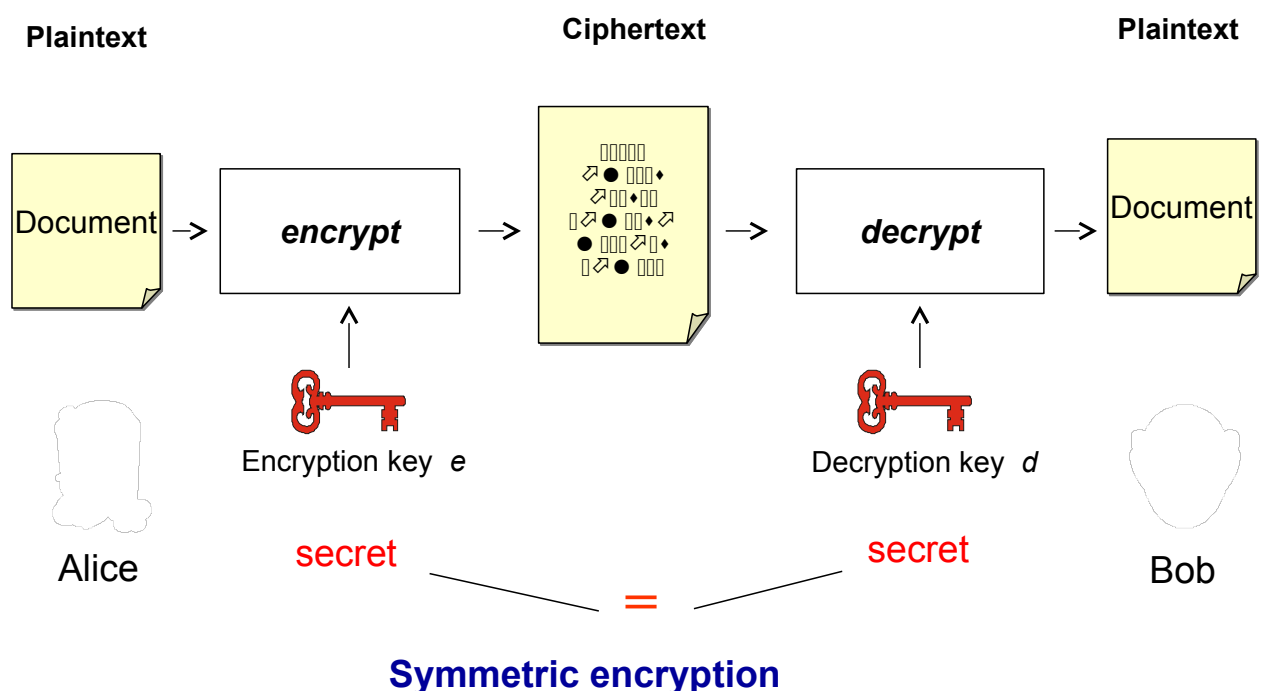 Plaintext
Ciphertext
Plaintext
Document
encrypt
▯▯▯▯▯
⬀● ▯▯▯♦
⬀▯▯♦▯▯
▯⬀● ▯▯♦⬀
● ▯▯▯⬀▯♦
▯⬀● ▯▯▯
decrypt
Document
Encryption key e
Decryption key d
Alice
secret
secret
Bob
=
Symmetric encryption